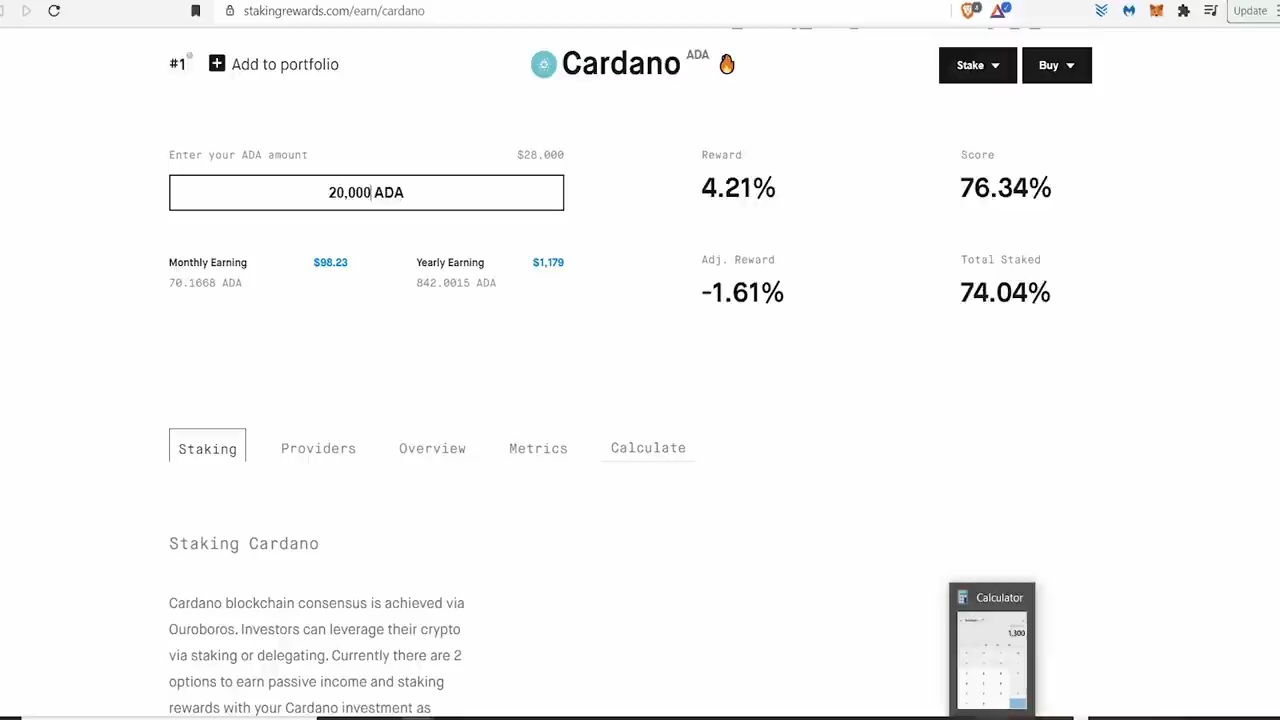 stakingrewards.com/earn/cardano
4
Update
#1
Add to portfolio
Cardano ADA
Stake
Buy
Enter your ADA amount
$28,000
20,000 ADA
Monthly Earning
$98.23
70.1668 ADA
Yearly Earning
$1,179
842.0015 ADA
Reward
4.21%
Score
76.34%
Adj. Reward
-1.61%
Total Staked
74.04%
Staking
Providers
Overview
Metrics
Calculate
Staking Cardano
Cardano blockchain consensus is achieved via
Ouroboros. Investors can leverage their crypto
via staking or delegating. Currently there are 2
options to earn passive income and staking
rewards with your Cardano investment as
Calculator
1,300